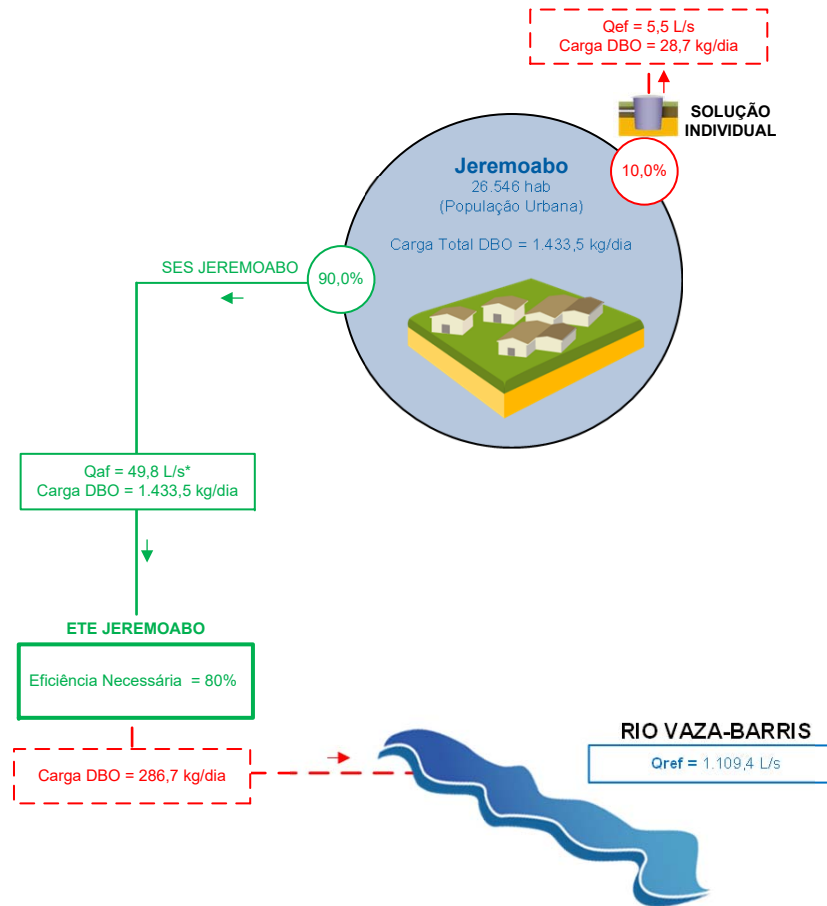 Qef = 5,5 L/s
Carga DBO = 28,7 kg/dia
SOLUÇÃO
INDIVIDUAL
10,0%
Jeremoabo
26.546 hab
(População Urbana)
Carga Total DBO = 1.433,5 kg/dia
SES JEREMOABO
90,0%
Qaf = 49,8 L/s*
Carga DBO = 1.433,5 kg/dia
ETE JEREMOABO
Eficiência Necessária = 80%
Carga DBO = 286,7 kg/dia
RIO VAZA-BARRIS
Qref = 1.109,4 L/s